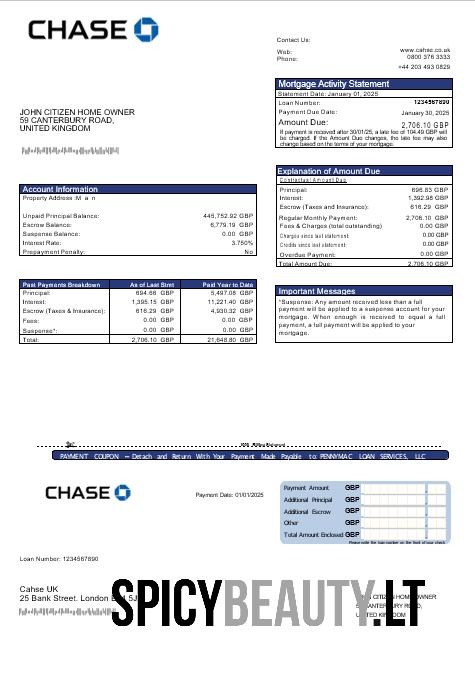 CHASE
Contact Us:
Web: www.cahse.co.uk
Phone: 0800 376 3333
+44 203 493 0829
Mortgage Activity Statement
Statement Date: January 01, 2025
Loan Number: 1234567890
Payment Due Date: January 30, 2025
Amount Due: 2,706.10 GBP
If payment is received after 30/01/25, a late fee of 104.49 GBP will
be charged. If the Amount Due changes, the late fee may also
change based on the terms of your mortgage.
JOHN CITIZEN HOME OWNER
59 CANTERBURY ROAD,
UNITED KINGDOM
Explanation of Amount Due
Contractual Amount Due
Principal: 696.83 GBP
Interest: 1,392.98 GBP
Escrow (Taxes and Insurance): 616.29 GBP
Regular Monthly Payment: 2,706.10 GBP
Fees & Charges (total outstanding) 0.00 GBP
Charges since last statement: 0.00 GBP
Credits since last statement: 0.00 GBP
Overdue Payment: 0.00 GBP
Total Amount Due: 2,706.10 GBP
Account Information
Property Address :M a n
Unpaid Principal Balance: 445,752.92 GBP
Escrow Balance: 6,779.19 GBP
Suspense Balance: 0.00 GBP
Interest Rate: 3.750%
Prepayment Penalty: No
Past Payments Breakdown As of Last Stmt Paid Year to Date
Principal: 694.66 GBP 5,497.08 GBP
Interest: 1,395.15 GBP 11,221.40 GBP
Escrow (Taxes & Insurance): 616.29 GBP 4,930.32 GBP
Fees: 0.00 GBP 0.00 GBP
Suspense*: 0.00 GBP 0.00 GBP
Total: 2,706.10 GBP 21,648.80 GBP
Important Messages
*Suspense: Any amount received less than a full
payment will be applied to a suspense account for your
mortgage. When enough is received to equal a full
payment, a full payment will be applied to your
mortgage.
PAYMENT COUPON – Detach and Return With Your Payment Made Payable to: PENNYMAC LOAN SERVICES, LLC
CHASE
Payment Date: 01/01/2025
Payment Amount GBP
Additional Principal GBP
Additional Escrow GBP
Other GBP
Total Amount Enclosed GBP
Please write the loan number on the front of your check
Loan Number: 1234567890
Cahse UK
25 Bank Street. London
SPICYBEAUTY.LT